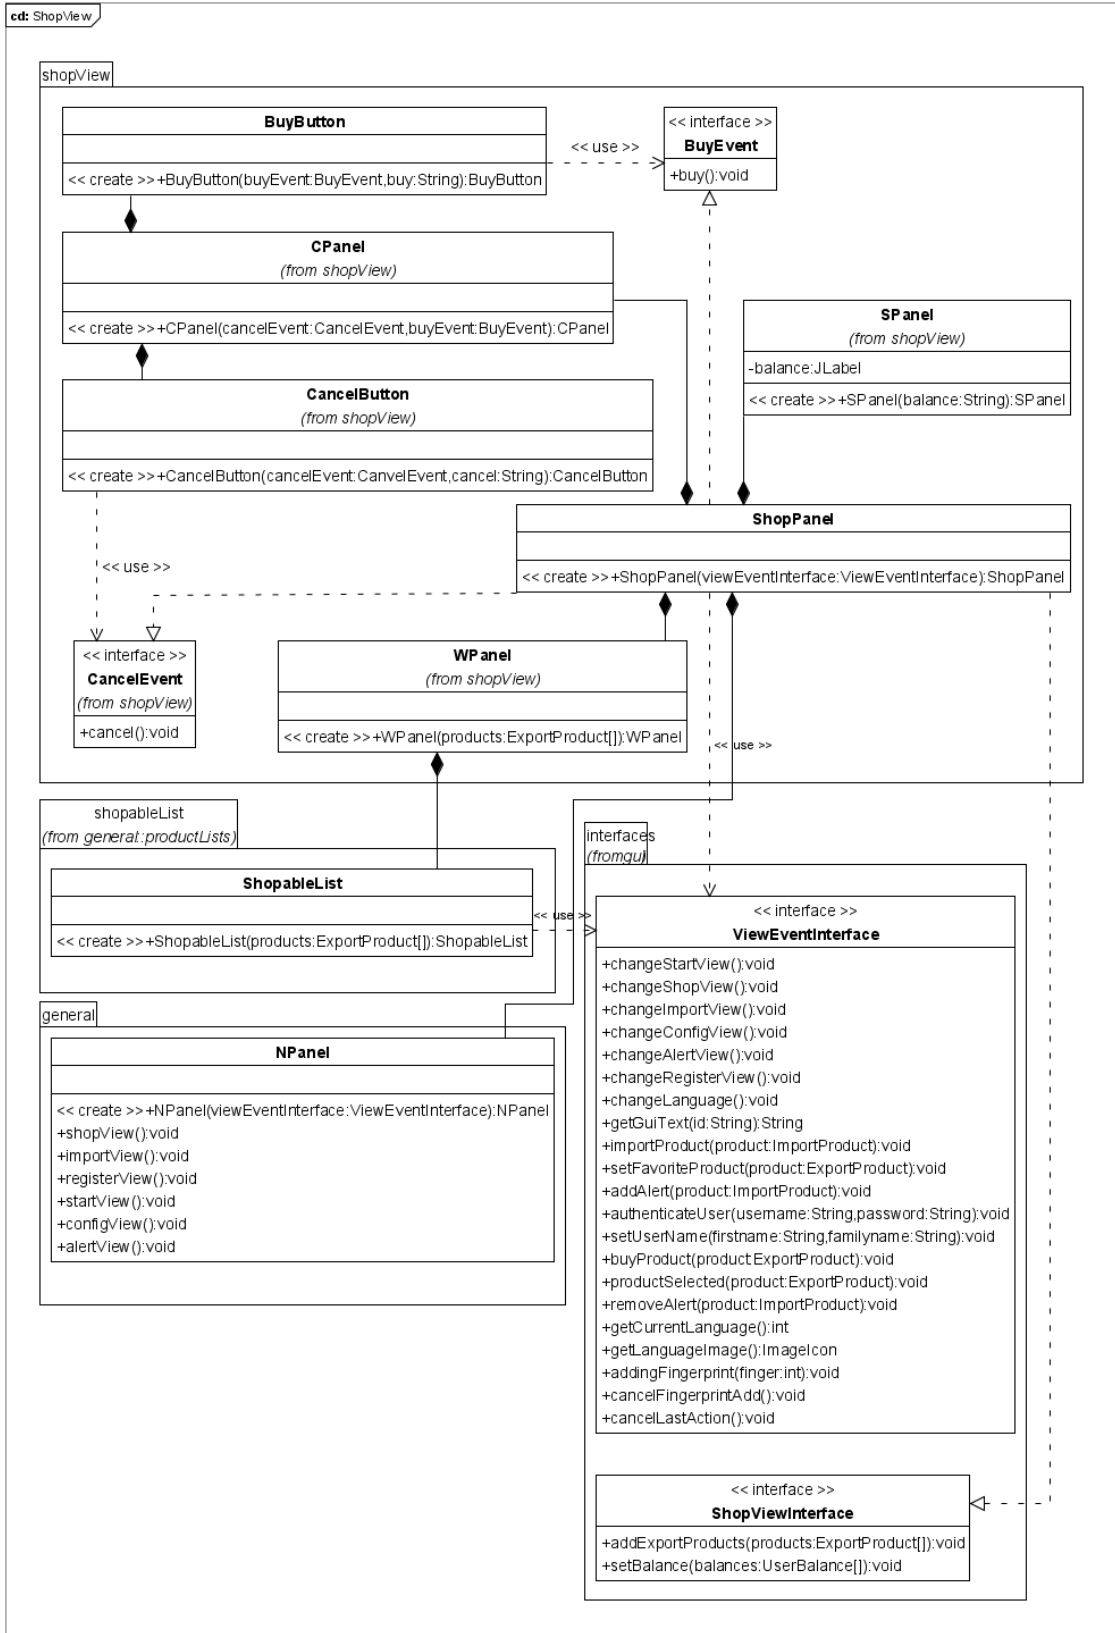 cd: ShopView
shopView
BuyButton
<< create >>+BuyButton(buyEvent:BuyEvent,buy:String):BuyButton
<< use >>
<< interface >>
BuyEvent
+buy():void
CPanel
(from shopView)
<< create >>+CPanel(cancelEvent:CancelEvent,buyEvent:BuyEvent):CPanel
SPanel
(from shopView)
-balance:JLabel
<< create >>+SPanel(balance:String):SPanel
CancelButton
(from shopView)
<< create >>+CancelButton(cancelEvent:CanvelEvent,cancel:String):CancelButton
ShopPanel
<< create >>+ShopPanel(viewEventInterface:ViewEventInterface):ShopPanel
<< use >>
<< interface >>
CancelEvent
(from shopView)
+cancel():void
WPanel
(from shopView)
<< create >>+WPanel(products:ExportProduct[]):WPanel
<< use >>
shopableList
(from general::productLists)
ShopableList
<< create >>+ShopableList(products:ExportProduct[]):ShopableList
<< use >>
interfaces
(fromgui)
<< interface >>
ViewEventInterface
+changeStartView():void
+changeShopView():void
+changeImportView():void
+changeConfigView():void
+changeAlertView():void
+changeRegisterView():void
+changeLanguage():void
+getGuiText(id:String):String
+importProduct(product:ImportProduct):void
+setFavoriteProduct(product:ExportProduct):void
+addAlert(product:ImportProduct):void
+authenticateUser(username:String,password:String):void
+setUserName(firstname:String,familyname:String):void
+buyProduct(product:ExportProduct):void
+productSelected(product:ExportProduct):void
+removeAlert(product:ImportProduct):void
+getCurrentLanguage():int
+getLanguageImage():ImageIcon
+addingFingerprint(finger:int):void
+cancelFingerprintAdd():void
+cancelLastAction():void
general
NPanel
<< create >>+NPanel(viewEventInterface:ViewEventInterface):NPanel
+shopView():void
+importView():void
+registerView():void
+startView():void
+configView():void
+alertView():void
<< interface >>
ShopViewInterface
+addExportProducts(products:ExportProduct[]):void
+setBalance(balances:UserBalance[]):void